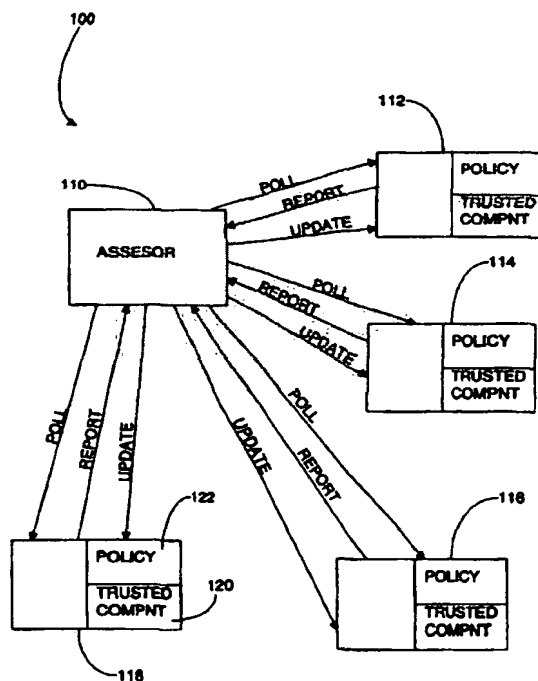 100
112
110
POLL
REPORT
UPDATE
POLICY
TRUSTED
COMPNT
ASSESOR
114
POLL
REPORT
UPDATE
POLICY
TRUSTED
COMPNT
POLL
REPORT
UPDATE
UPDATE
REPORT
POLL
122
POLICY
TRUSTED
COMPNT
120
118
116
POLICY
TRUSTED
COMPNT